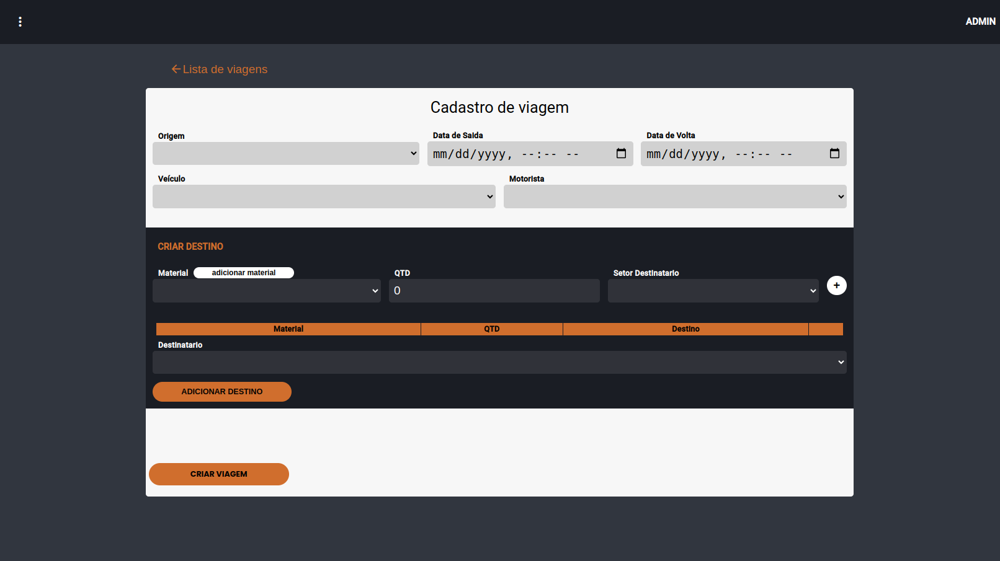 ADMIN
Lista de viagens
Cadastro de viagem
Origem
Data de Saida
Data de Volta
mm/dd/yyyy, --:-- --
mm/dd/yyyy, --:-- --
Veículo
Motorista
CRIAR DESTINO
Material
adicionar material
QTD
Setor Destinatario
0
+
Material
QTD
Destino
Destinatario
ADICIONAR DESTINO
CRIAR VIAGEM